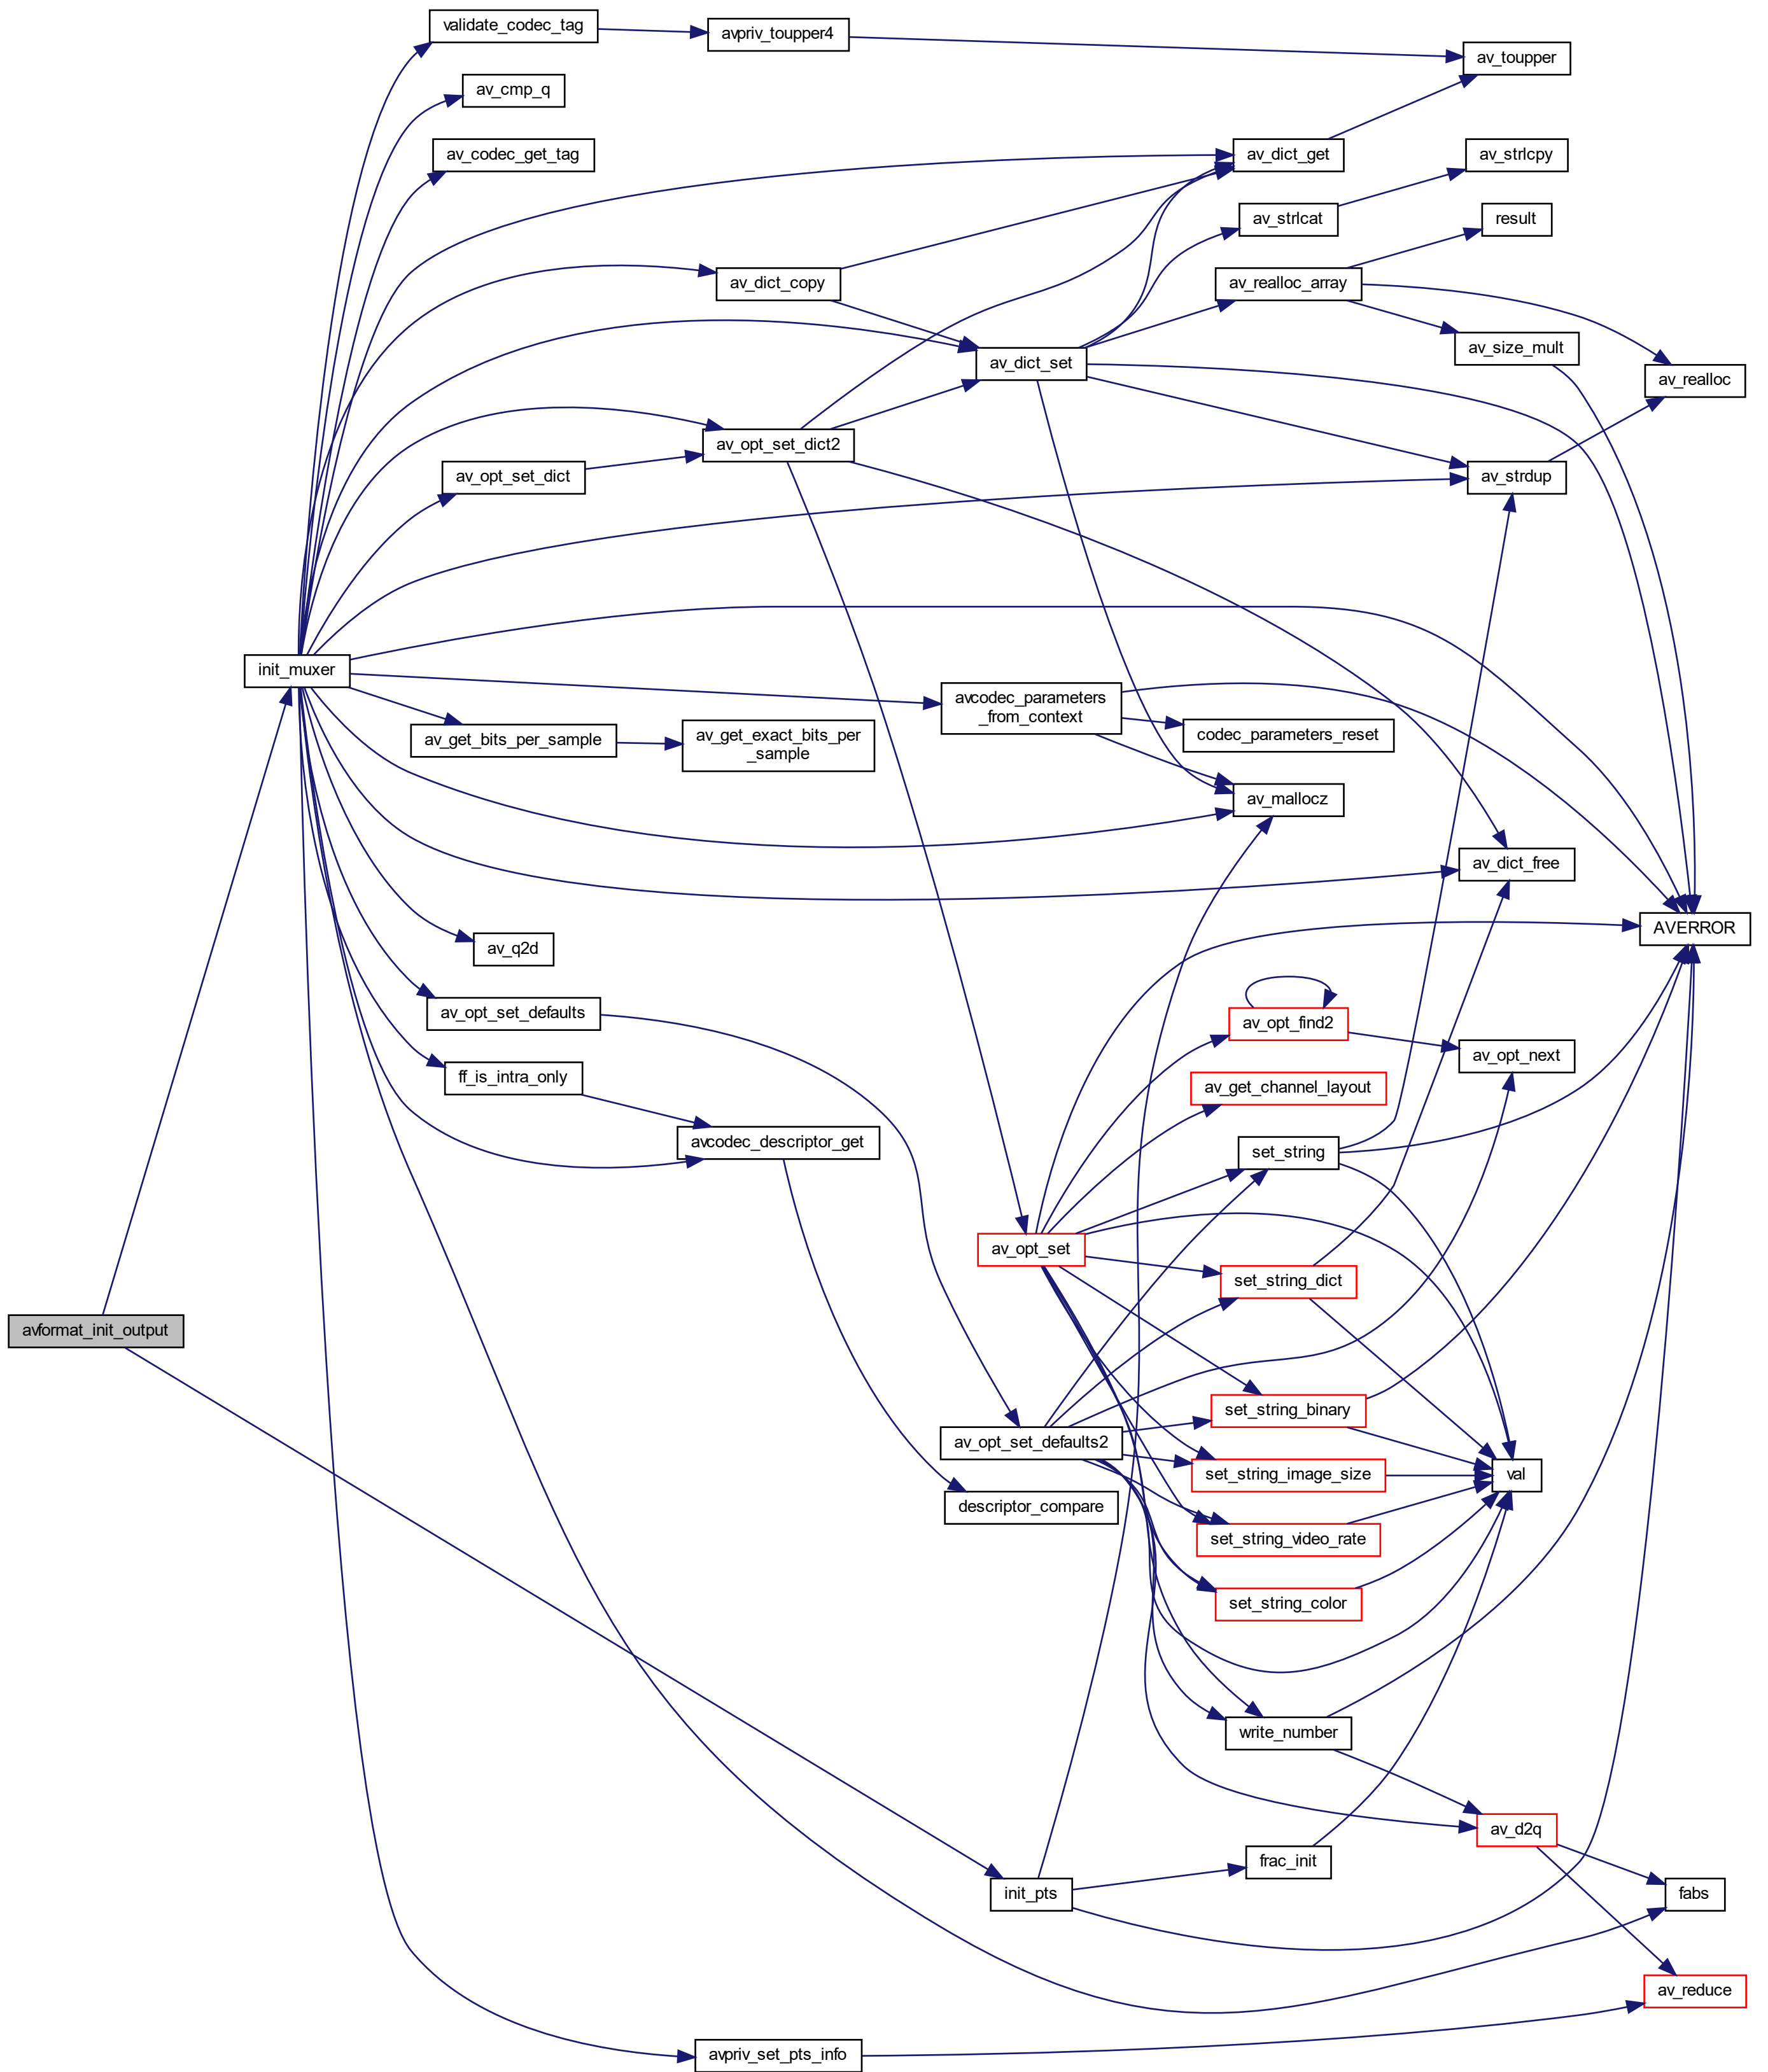 validate_codec_tag
avpriv_toupper4
av_toupper
av_cmp_q
av_codec_get_tag
av_dict_get
av_strlcpy
av_strlcat
result
av_dict_copy
av_realloc_array
av_size_mult
av_dict_set
av_realloc
av_opt_set_dict2
av_opt_set_dict
av_strdup
init_muxer
avcodec_parameters
_from_context
codec_parameters_reset
av_get_bits_per_sample
av_get_exact_bits_per
_sample
av_mallocz
av_dict_free
AVERROR
av_q2d
av_opt_set_defaults
av_opt_find2
av_opt_next
ff_is_intra_only
av_get_channel_layout
avcodec_descriptor_get
set_string
av_opt_set
set_string_dict
avformat_init_output
set_string_binary
av_opt_set_defaults2
set_string_image_size
val
descriptor_compare
set_string_video_rate
set_string_color
write_number
av_d2q
frac_init
init_pts
fabs
av_reduce
avpriv_set_pts_info